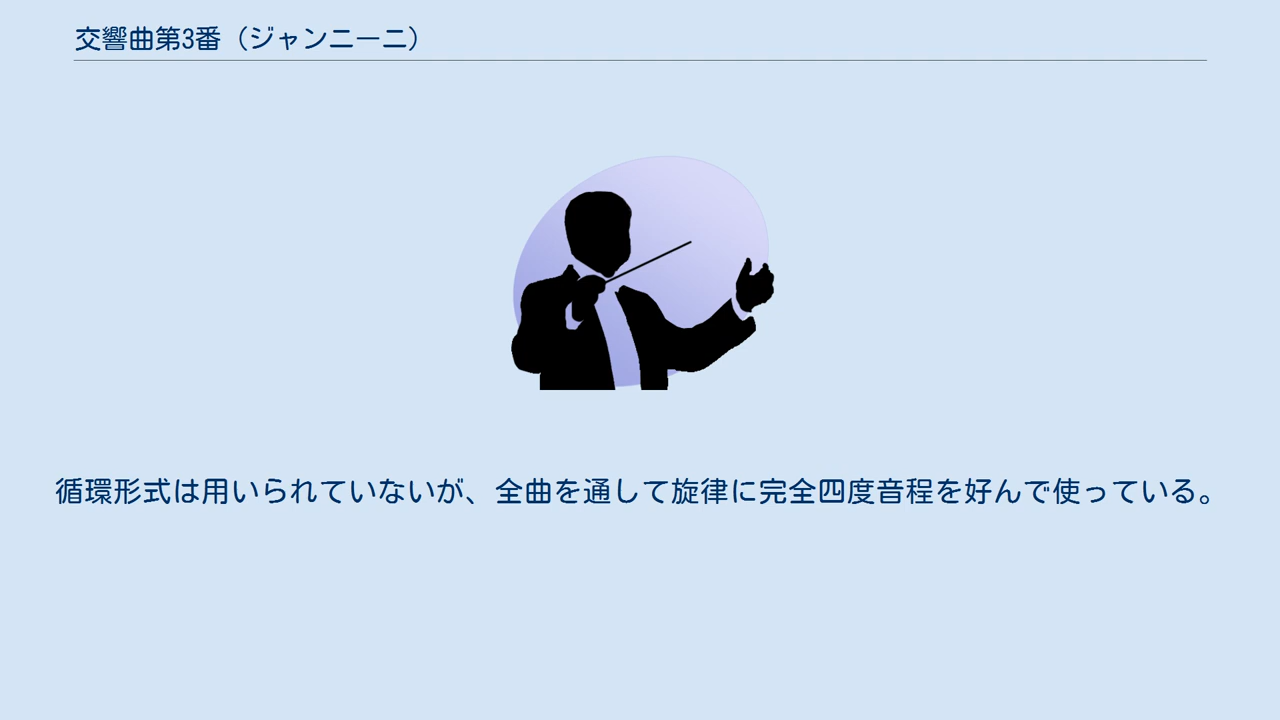 交響曲第3番（ジャンニーニ）
循環形式は用いられていないが、全曲を通して旋律に完全四度音程を好んで使っている。